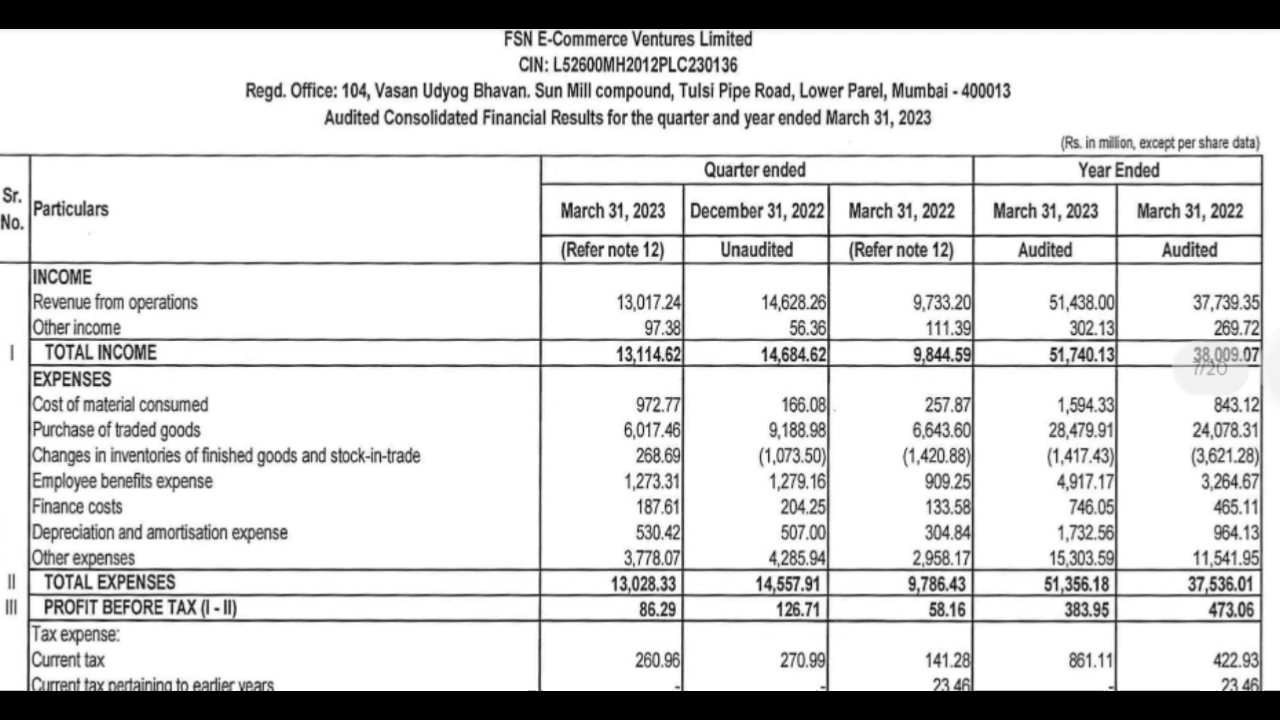 FSN E-Commerce Ventures Limited
CIN: L52600MH2012PLC230136
Regd. Office: 104, Vasan Udyog Bhavan. Sun Mill compound, Tulsi Pipe Road, Lower Parel, Mumbai - 400013
Audited Consolidated Financial Results for the quarter and year ended March 31, 2023
(Rs. in million, except per share data)
Sr. No. Particulars Quarter ended Year Ended
March 31, 2023 December 31, 2022 March 31, 2022 March 31, 2023 March 31, 2022
(Refer note 12) Unaudited (Refer note 12) Audited Audited
INCOME
Revenue from operations 13,017.24 14,628.26 9,733.20 51,438.00 37,739.35
Other income 97.38 56.36 111.39 302.13 269.72
I TOTAL INCOME 13,114.62 14,684.62 9,844.59 51,740.13 38,009.07
7/20
EXPENSES
Cost of material consumed 972.77 166.08 257.87 1,594.33 843.12
Purchase of traded goods 6,017.46 9,188.98 6,643.60 28,479.91 24,078.31
Changes in inventories of finished goods and stock-in-trade 268.69 (1,073.50) (1,420.88) (1,417.43) (3,621.28)
Employee benefits expense 1,273.31 1,279.16 909.25 4,917.17 3,264.67
Finance costs 187.61 204.25 133.58 746.05 465.11
Depreciation and amortisation expense 530.42 507.00 304.84 1,732.56 964.13
Other expenses 3,778.07 4,285.94 2,958.17 15,303.59 11,541.95
II TOTAL EXPENSES 13,028.33 14,557.91 9,786.43 51,356.18 37,536.01
III PROFIT BEFORE TAX (I - II) 86.29 126.71 58.16 383.95 473.06
Tax expense:
Current tax 260.96 270.99 141.28 861.11 422.93
Current tax pertaining to earlier years - - 23.46 - 23.46